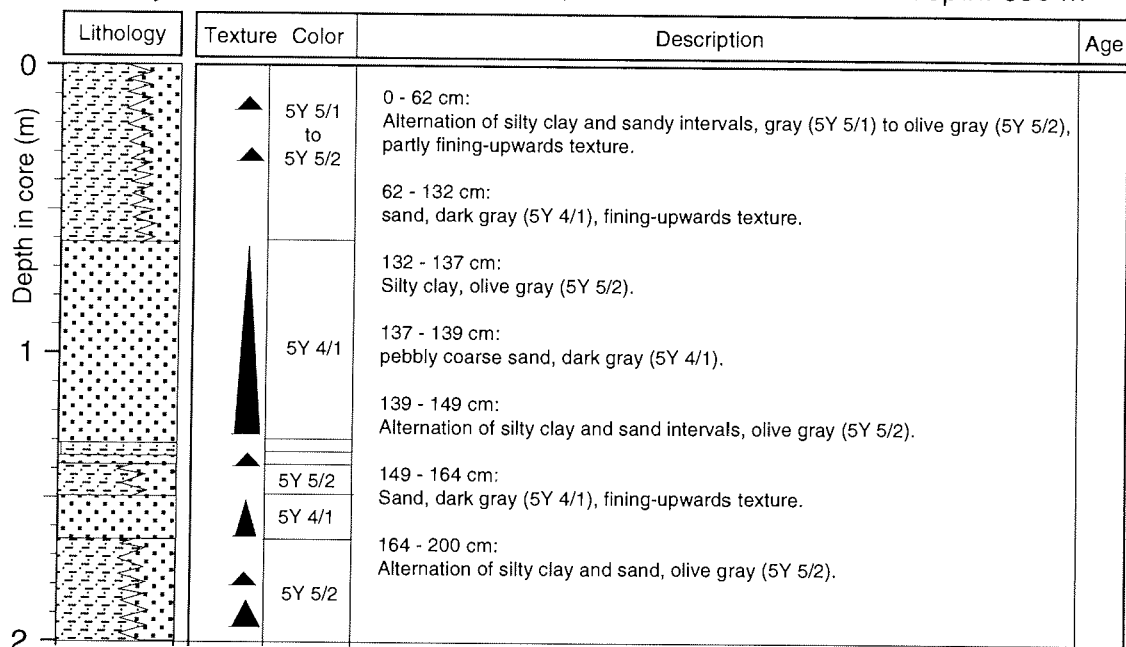 Lithology
Texture Color
Description
Age
0
Depth in core (m)
1
2
5Y 5/1
to
5Y 5/2
5Y 4/1
5Y 5/2
5Y 4/1
5Y 5/2
0 - 62 cm:
Alternation of silty clay and sandy intervals, gray (5Y 5/1) to olive gray (5Y 5/2),
partly fining-upwards texture.
62 - 132 cm:
sand, dark gray (5Y 4/1), fining-upwards texture.
132 - 137 cm:
Silty clay, olive gray (5Y 5/2).
137 - 139 cm:
pebbly coarse sand, dark gray (5Y 4/1).
139 - 149 cm:
Alternation of silty clay and sand intervals, olive gray (5Y 5/2).
149 - 164 cm:
Sand, dark gray (5Y 4/1), fining-upwards texture.
164 - 200 cm:
Alternation of silty clay and sand, olive gray (5Y 5/2).